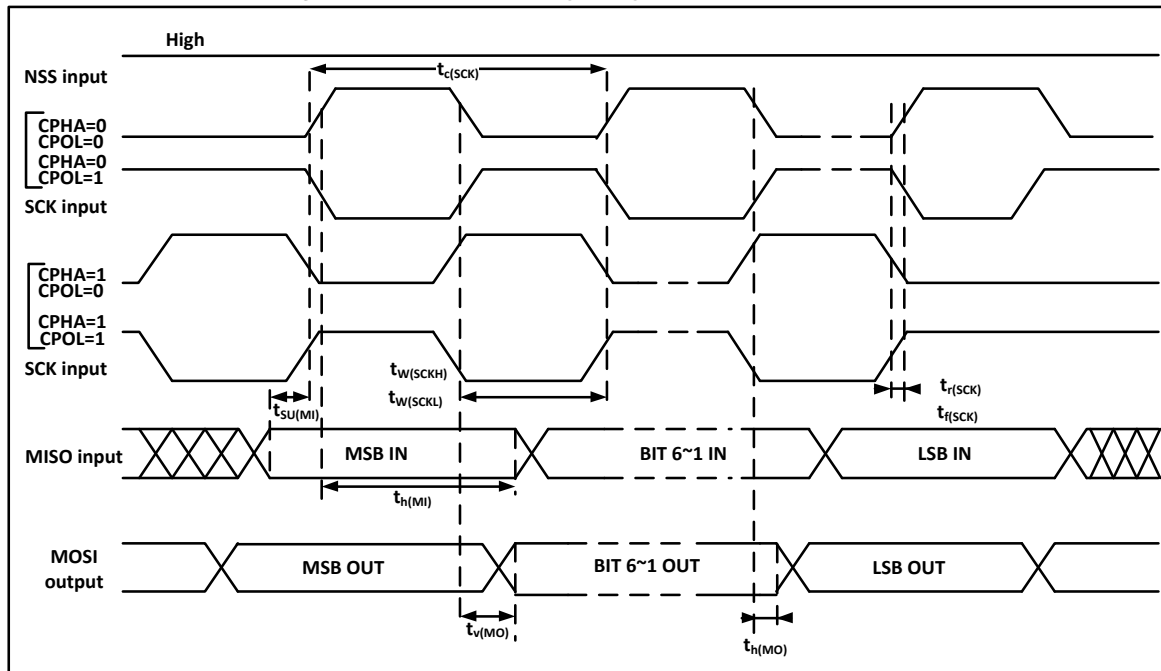 High
NSS input
tc(SCK)
CPHA=0
CPOL=0
CPHA=0
CPOL=1
SCK input
CPHA=1
CPOL=0
CPHA=1
CPOL=1
SCK input
tW(SCKH)
tW(SCKL)
tr(SCK)
tf(SCK)
tSU(MI)
MISO input
MSB IN
BIT 6~1 IN
LSB IN
th(MI)
MOSI
output
MSB OUT
BIT 6~1 OUT
LSB OUT
tv(MO)
th(MO)